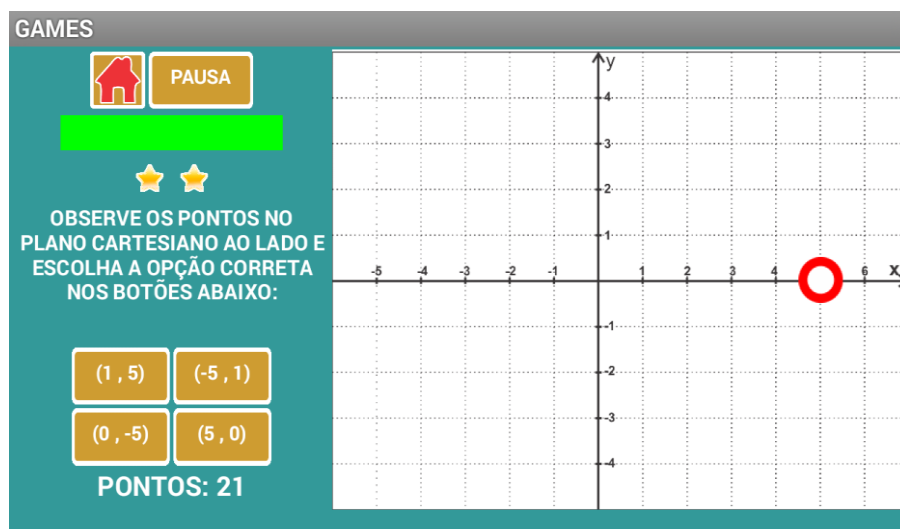 GAMES
PAUSA
OBSERVE OS PONTOS NO
PLANO CARTESIANO AO LADO E
ESCOLHA A OPÇÃO CORRETA
NOS BOTÕES ABAIXO:
(1 , 5) (-5 , 1)
(0 , -5) (5 , 0)
PONTOS: 21
y
4
3
2
1
-5 -4 -3 -2 -1 1 2 3 4 6 x
-1
-2
-3
-4